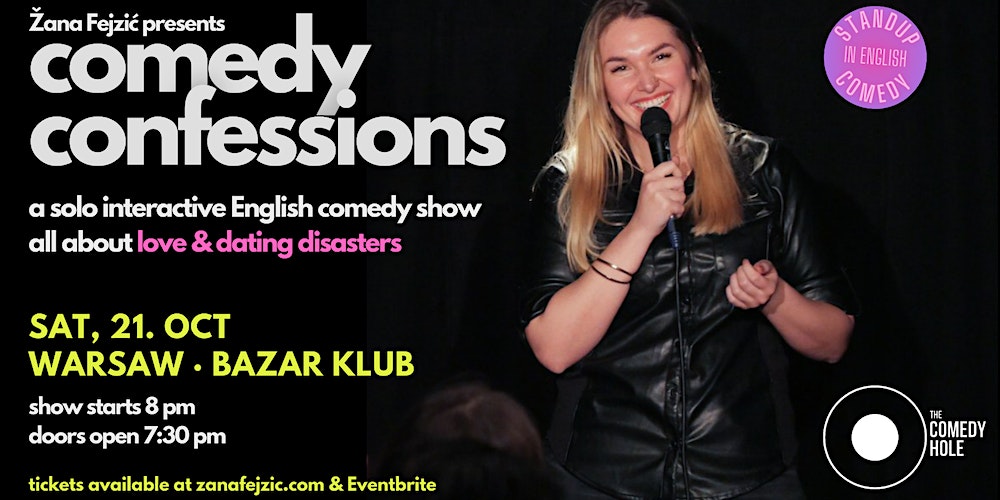 Žana Fejzić presents
comedy
confessions
a solo interactive English comedy show
all about love & dating disasters
SAT, 21. OCT
WARSAW · BAZAR KLUB
show starts 8 pm
doors open 7:30 pm
tickets available at zanafejzic.com & Eventbrite
STANDUP
IN ENGLISH
COMEDY
THE
COMEDY
HOLE